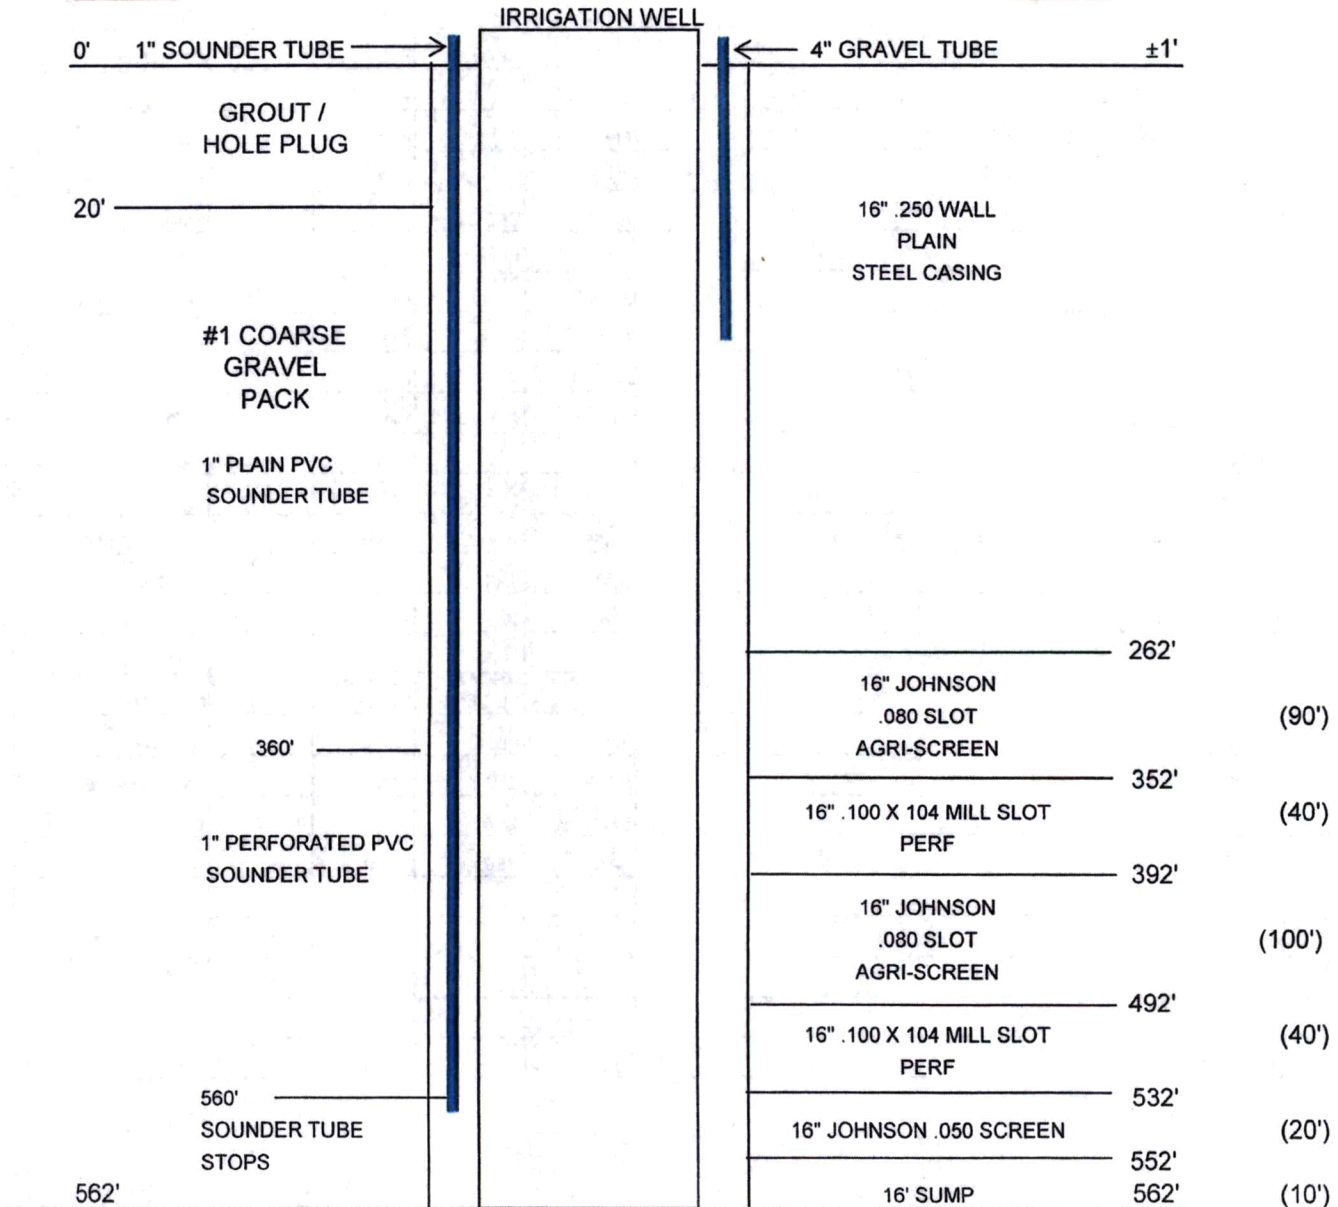 IRRIGATION WELL
0' 1" SOUNDER TUBE 4" GRAVEL TUBE ±1'
GROUT /
HOLE PLUG
20'
16" .250 WALL
PLAIN
STEEL CASING
#1 COARSE
GRAVEL
PACK
1" PLAIN PVC
SOUNDER TUBE
262'
16" JOHNSON
.080 SLOT (90')
AGRI-SCREEN
360'
352'
16" .100 X 104 MILL SLOT (40')
PERF
1" PERFORATED PVC
SOUNDER TUBE
392'
16" JOHNSON
.080 SLOT (100')
AGRI-SCREEN
492'
16" .100 X 104 MILL SLOT (40')
PERF
560'
SOUNDER TUBE
STOPS
532'
16" JOHNSON .050 SCREEN (20')
552'
562' 16' SUMP 562' (10')